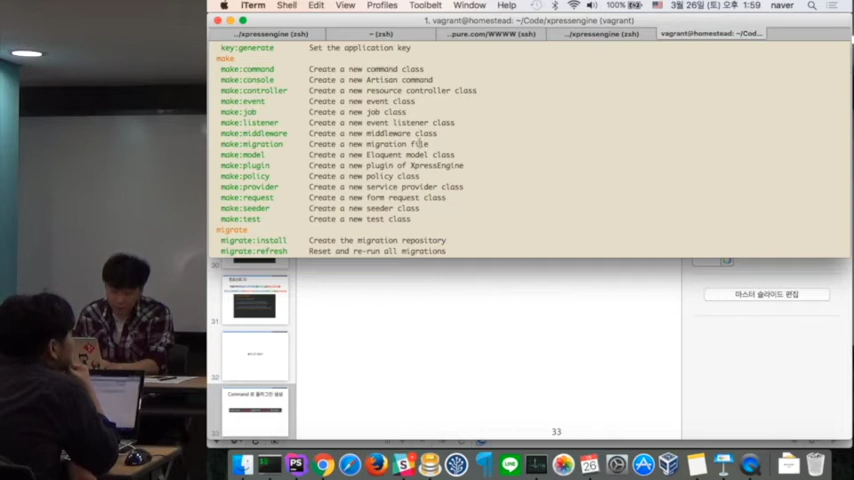 iTerm Shell Edit View Profiles Toolbelt Window Help 100% 3월 26일 (토) 오후 1:59 naver
1. vagrant@homestead: ~/Code/xpressengine (vagrant)
../xpressengine (zsh) ~ (zsh) ..pure.com/WWWW (ssh) ../xpressengine (zsh) vagrant@homestead: ~/Cod...
key:generate Set the application key
make
make:command Create a new command class
make:console Create a new Artisan command
make:controller Create a new resource controller class
make:event Create a new event class
make:job Create a new job class
make:listener Create a new event listener class
make:middleware Create a new middleware class
make:migration Create a new migration file
make:model Create a new Eloquent model class
make:plugin Create a new plugin of XpressEngine
make:policy Create a new policy class
make:provider Create a new service provider class
make:request Create a new form request class
make:seeder Create a new seeder class
make:test Create a new test class
migrate
migrate:install Create the migration repository
migrate:refresh Reset and re-run all migrations
30
31
32
33
Command 로 플러그인 생성
마스터 슬라이드 편집
33
26
LINE